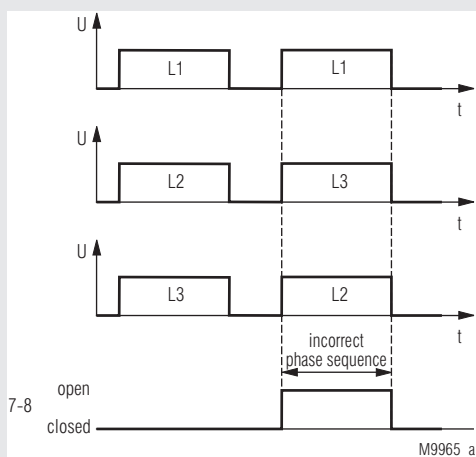 U
L1 L1
t
U
L2 L3
t
U
L3 L2
t
incorrect
phase sequence
open
7-8
closed
M9965_a